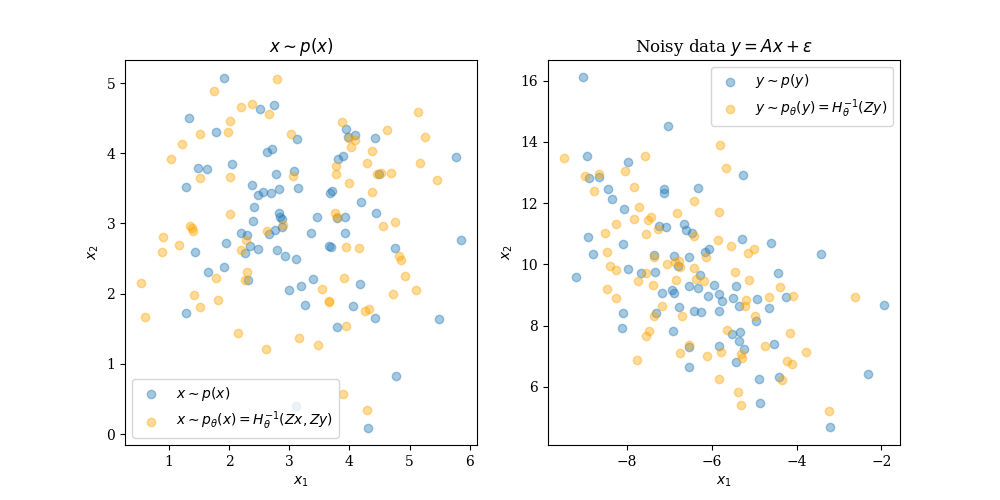 x ~ p(x)
5
4
3
2
1
0
x₂
1 2 3 4 5 6
x₁
x ~ p(x)
x ~ p_θ(x) = H_θ^{-1}(Zx, Zy)
Noisy data y = Ax + ε
16
14
12
10
8
6
x₂
−8 −6 −4 −2
x₁
y ~ p(y)
y ~ p_θ(y) = H_θ^{-1}(Zy)